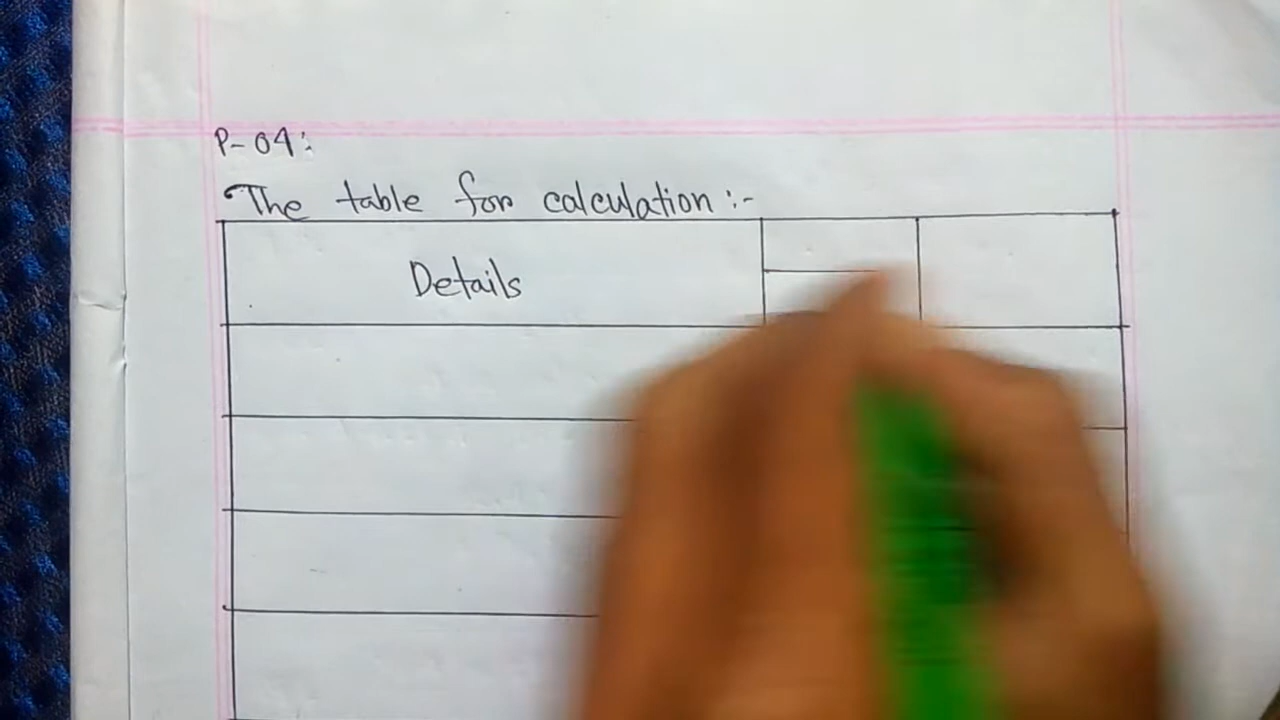 P-04:
The table for calculation :-
Details